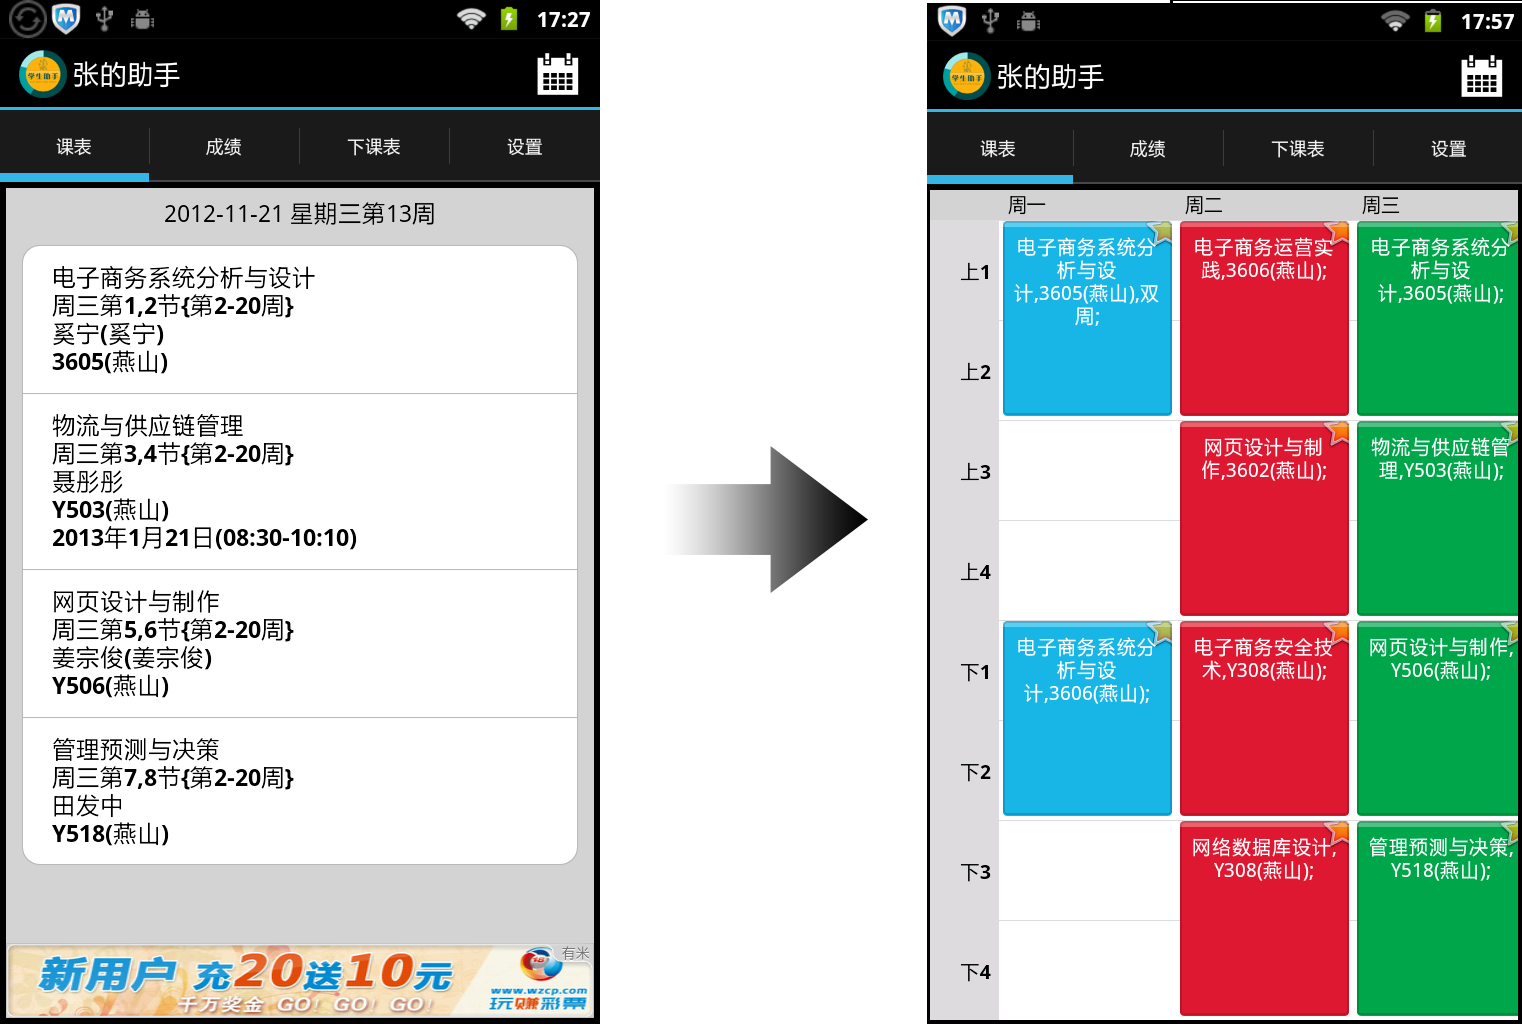 17:27
学生助手
张的助手
课表
成绩
下课表
设置
2012-11-21 星期三第13周
电子商务系统分析与设计
周三第1,2节{第2-20周}
奚宁(奚宁)
3605(燕山)
物流与供应链管理
周三第3,4节{第2-20周}
聂彤彤
Y503(燕山)
2013年1月21日(08:30-10:10)
网页设计与制作
周三第5,6节{第2-20周}
姜宗俊(姜宗俊)
Y506(燕山)
管理预测与决策
周三第7,8节{第2-20周}
田发中
Y518(燕山)
有米
新用户 充20送10元
千万奖金 GO! GO! GO!
www.wzcp.com
玩赚彩票
17:57
学生助手
张的助手
课表
成绩
下课表
设置
周一
周二
周三
上1
上2
上3
上4
下1
下2
下3
下4
电子商务系统分
析与设
计,3605(燕山),双
周;
电子商务系统分
析与设
计,3606(燕山);
电子商务运营实
践,3606(燕山);
网页设计与制
作,3602(燕山);
电子商务安全技
术,Y308(燕山);
网络数据库设计,
Y308(燕山);
电子商务系统分
析与设
计,3605(燕山);
物流与供应链管
理,Y503(燕山);
网页设计与制作,
Y506(燕山);
管理预测与决策,
Y518(燕山);